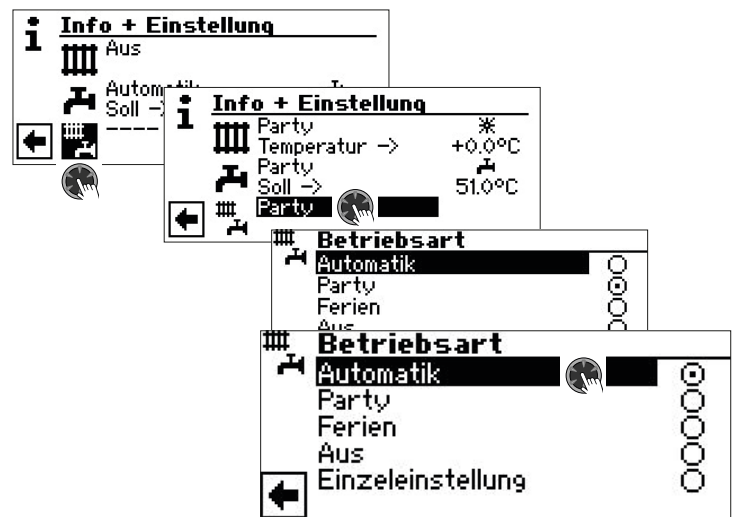 Info + Einstellung
Aus
Automatik
Soll ->
----
Info + Einstellung
Party
Temperatur -> +0.0°C
Party
Soll -> 51.0°C
Party
Betriebsart
Automatik
Party
Ferien
Aus
Betriebsart
Automatik
Party
Ferien
Aus
Einzeleinstellung